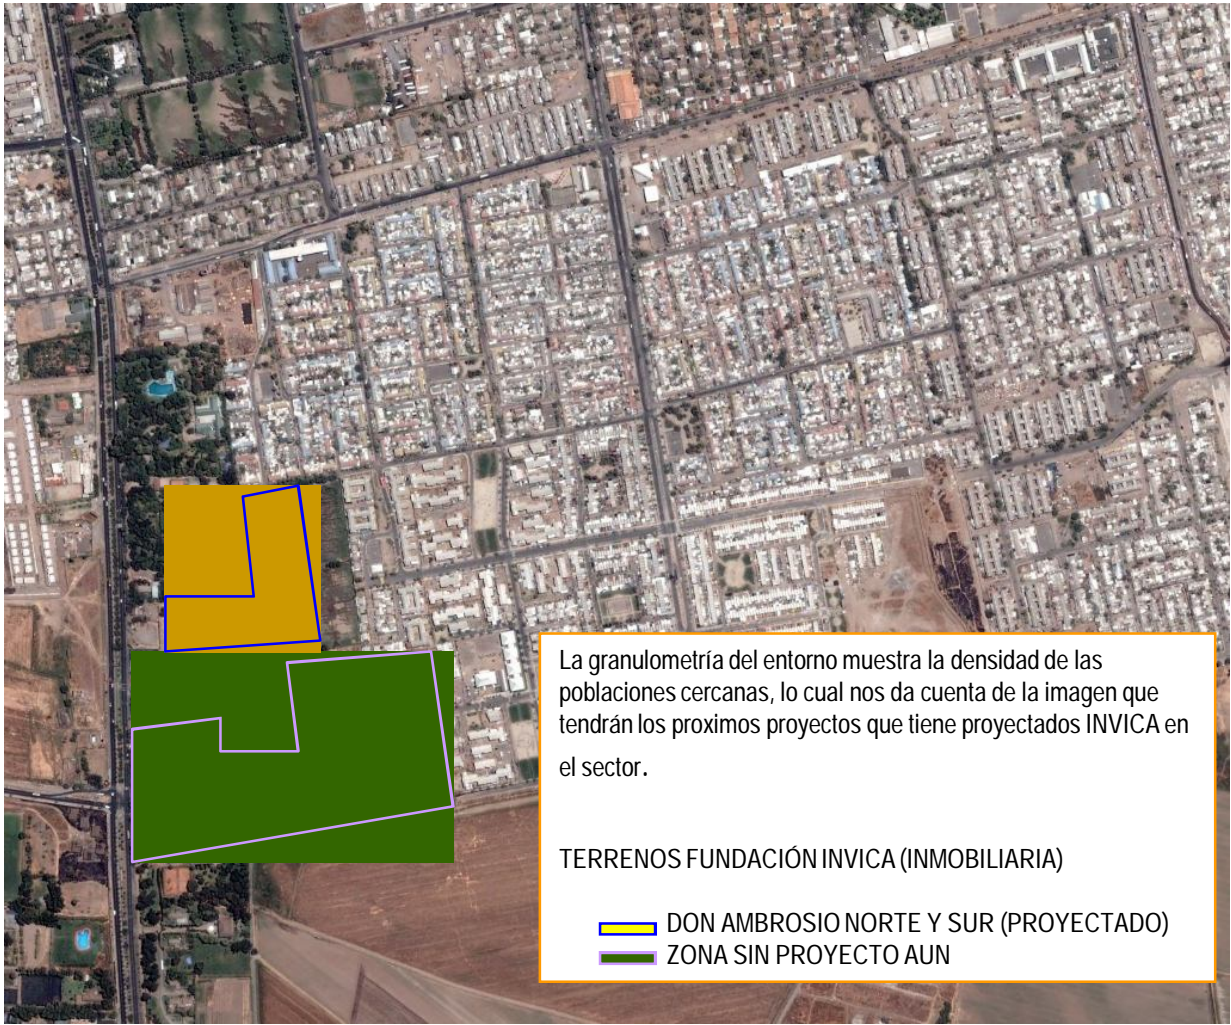 La granulometría del entorno muestra la densidad de las
poblaciones cercanas, lo cual nos da cuenta de la imagen que
tendrán los proximos proyectos que tiene proyectados INVICA en
el sector.
TERRENOS FUNDACIÓN INVICA (INMOBILIARIA)
DON AMBROSIO NORTE Y SUR (PROYECTADO)
ZONA SIN PROYECTO AUN